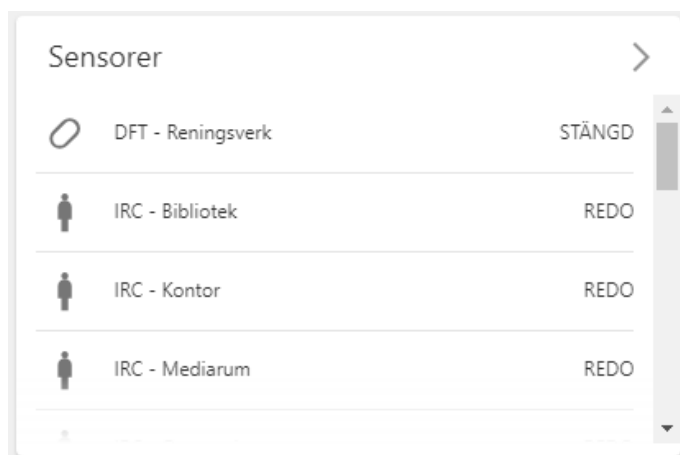 Sensorer
DFT - Reningsverk STÄNGD
IRC - Bibliotek REDO
IRC - Kontor REDO
IRC - Mediarum REDO